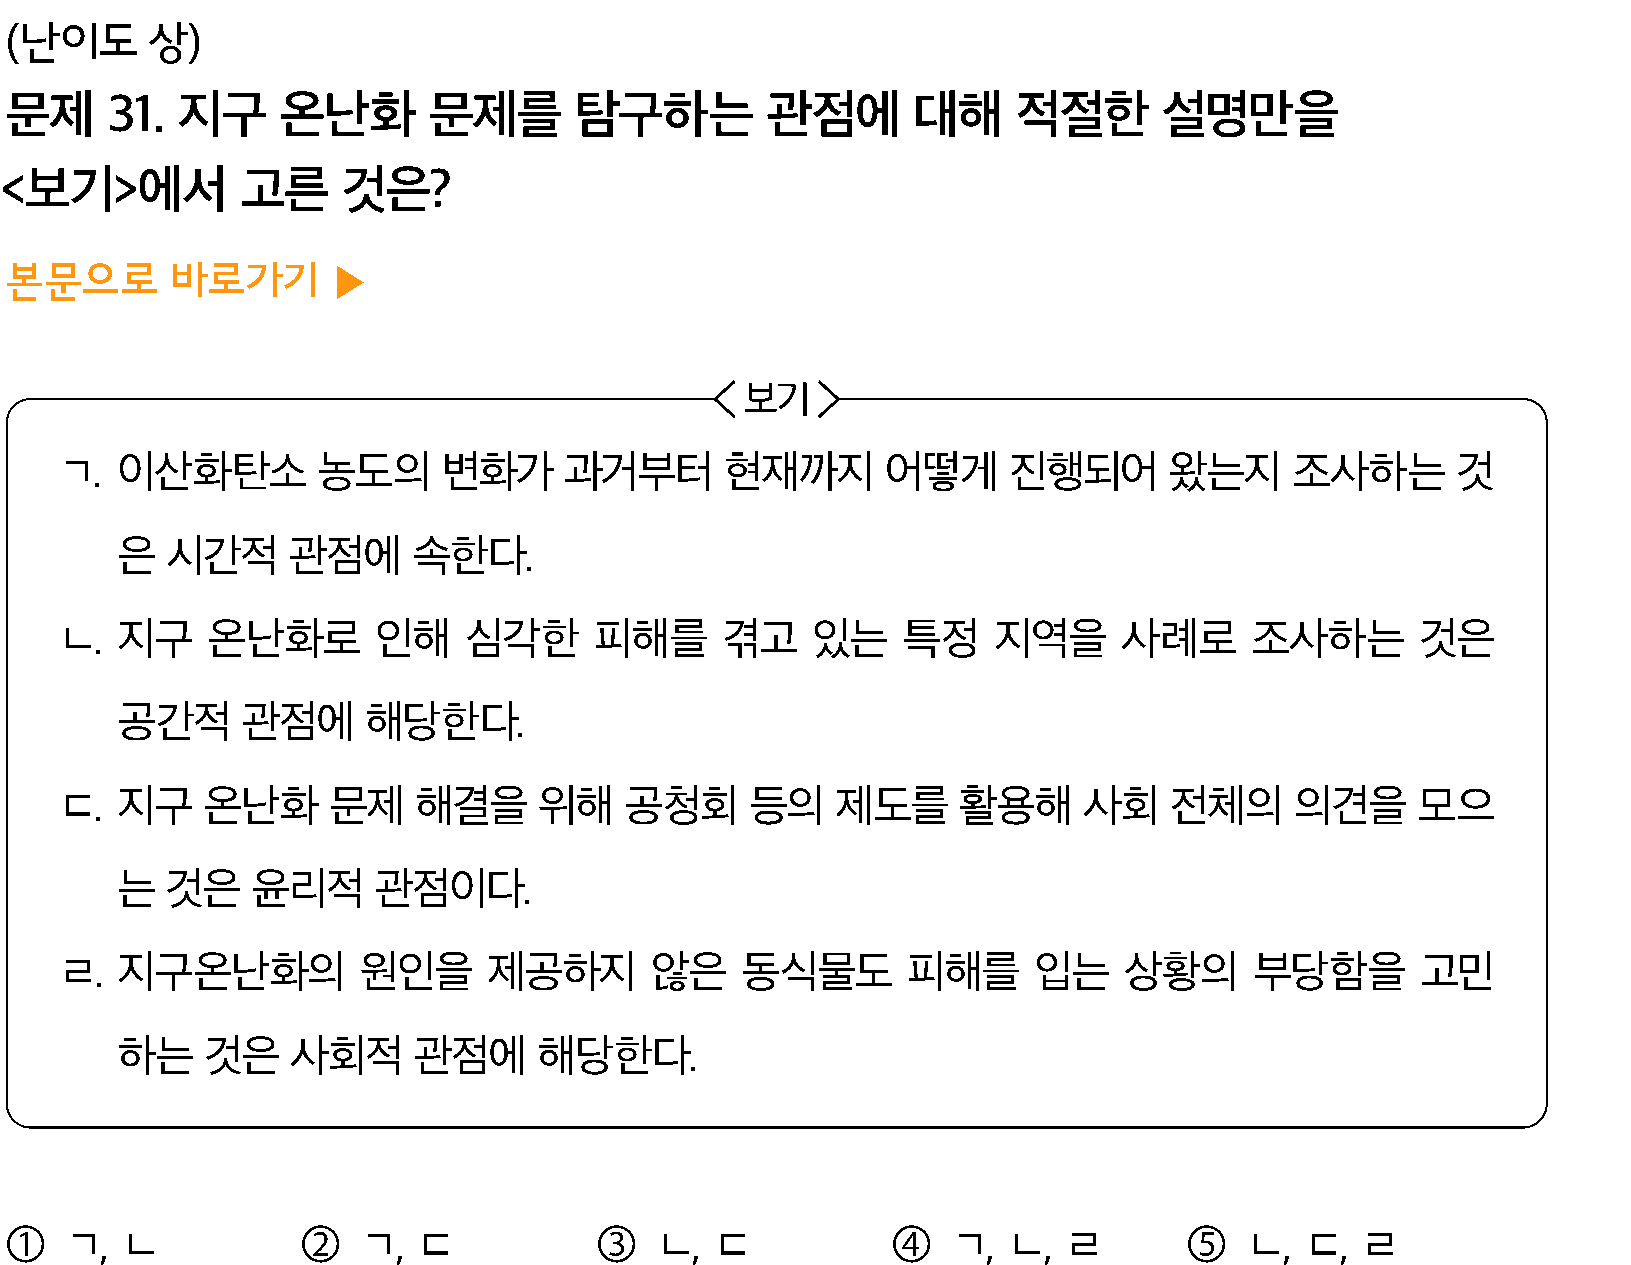 (난이도 상)
문제 31. 지구 온난화 문제를 탐구하는 관점에 대해 적절한 설명만을
<보기>에서 고른 것은?
본문으로 바로가기 ▶
< 보기 >
ㄱ. 이산화탄소 농도의 변화가 과거부터 현재까지 어떻게 진행되어 왔는지 조사하는 것
은 시간적 관점에 속한다.
ㄴ. 지구 온난화로 인해 심각한 피해를 겪고 있는 특정 지역을 사례로 조사하는 것은
공간적 관점에 해당한다.
ㄷ. 지구 온난화 문제 해결을 위해 공청회 등의 제도를 활용해 사회 전체의 의견을 모으
는 것은 윤리적 관점이다.
ㄹ. 지구온난화의 원인을 제공하지 않은 동식물도 피해를 입는 상황의 부당함을 고민
하는 것은 사회적 관점에 해당한다.
① ㄱ, ㄴ ② ㄱ, ㄷ ③ ㄴ, ㄷ ④ ㄱ, ㄴ, ㄹ ⑤ ㄴ, ㄷ, ㄹ